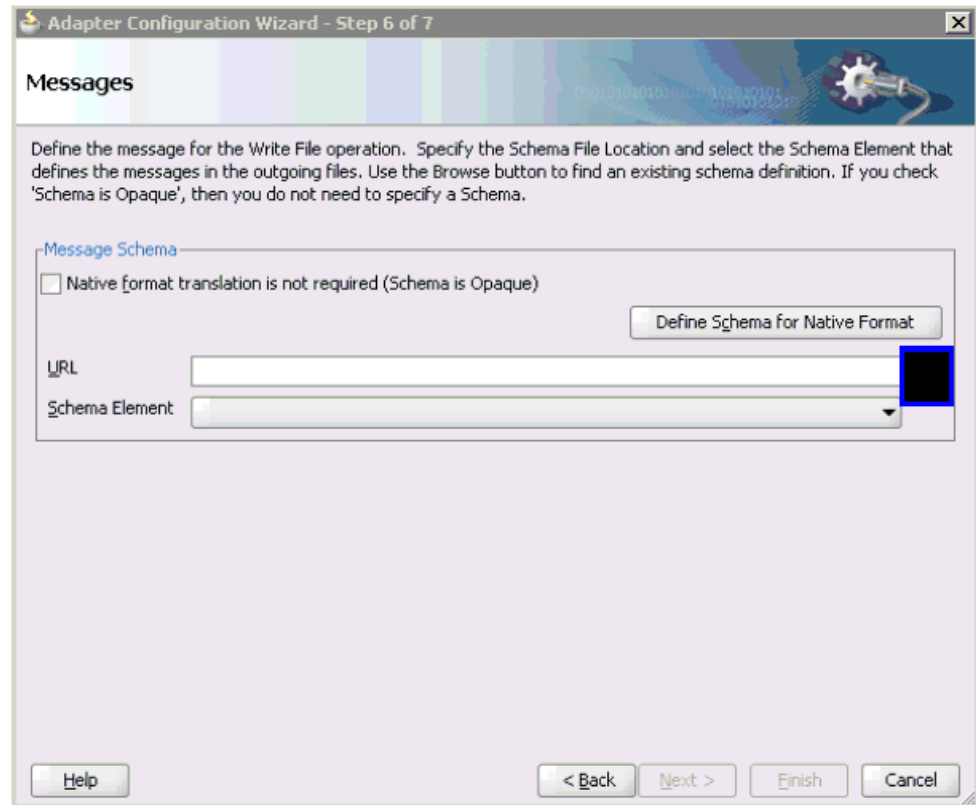 Adapter Configuration Wizard - Step 6 of 7
Messages
Define the message for the Write File operation. Specify the Schema File Location and select the Schema Element that
defines the messages in the outgoing files. Use the Browse button to find an existing schema definition. If you check
'Schema is Opaque', then you do not need to specify a Schema.
Message Schema
Native format translation is not required (Schema is Opaque)
Define Schema for Native Format
URL
Schema Element
Help
< Back
Next >
Finish
Cancel